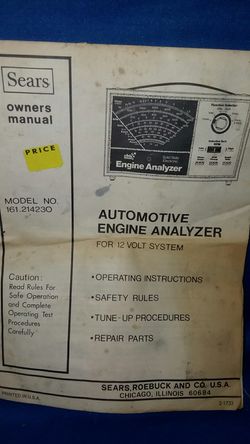 Sears
owners
manual
PRICE
MODEL NO.
161.214230
Caution:
Read Rules For
Safe Operation
and Complete
Operating Test
Procedures
Carefully
PRINTED IN U.S.A.
Engine Analyzer
AUTOMOTIVE
ENGINE ANALYZER
FOR 12 VOLT SYSTEM
•OPERATING INSTRUCTIONS
•SAFETY RULES
•TUNE-UP PROCEDURES
•REPAIR PARTS
SEARS, ROEBUCK AND CO. U.S.A.
CHICAGO, ILLINOIS 60684